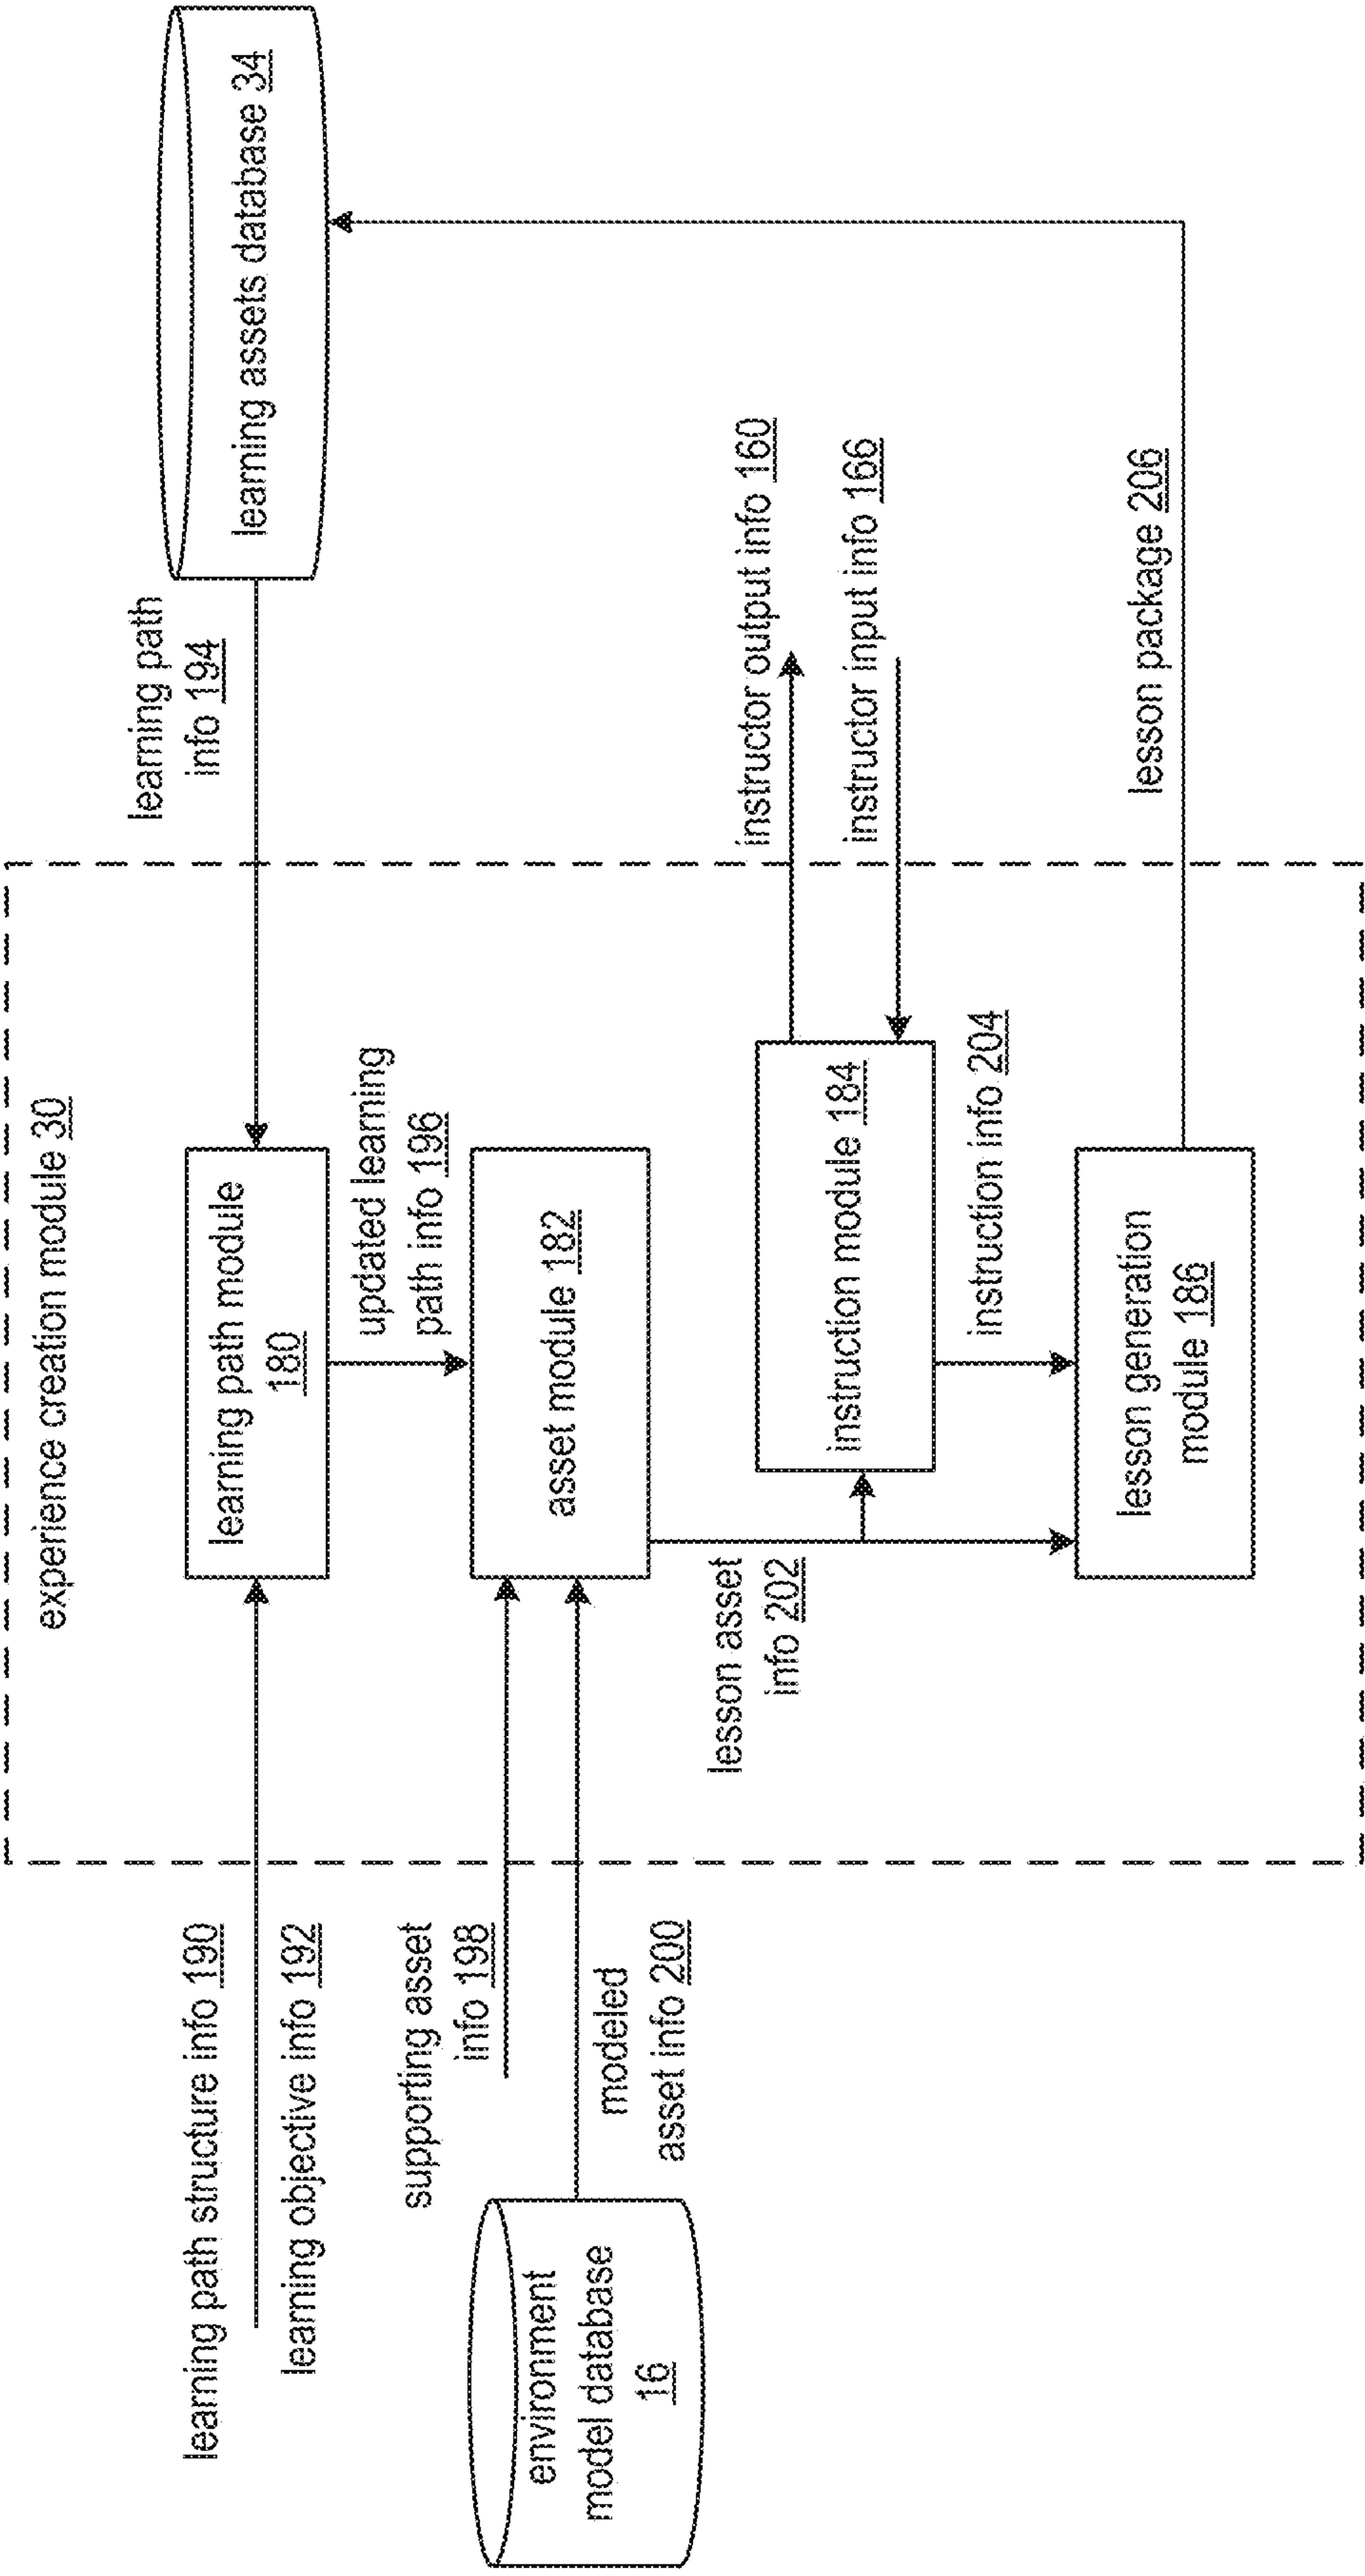 experience creation module 30
learning path structure info 190
learning objective info 192
learning path module
180
learning path
info 194
learning assets database 34
updated learning
path info 196
supporting asset
info 198
asset module 182
environment
model database
16
modeled
asset info 200
lesson asset
info 202
instruction module 184
instructor output info 160
instructor input info 166
instruction info 204
lesson generation
module 186
lesson package 206